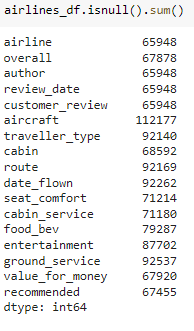 airlines_df.isnull().sum()
airline 65948
overall 67878
author 65948
review_date 65948
customer_review 65948
aircraft 112177
traveller_type 92140
cabin 68592
route 92169
date_flown 92262
seat_comfort 71214
cabin_service 71180
food_bev 79287
entertainment 87702
ground_service 92537
value_for_money 67920
recommended 67455
dtype: int64